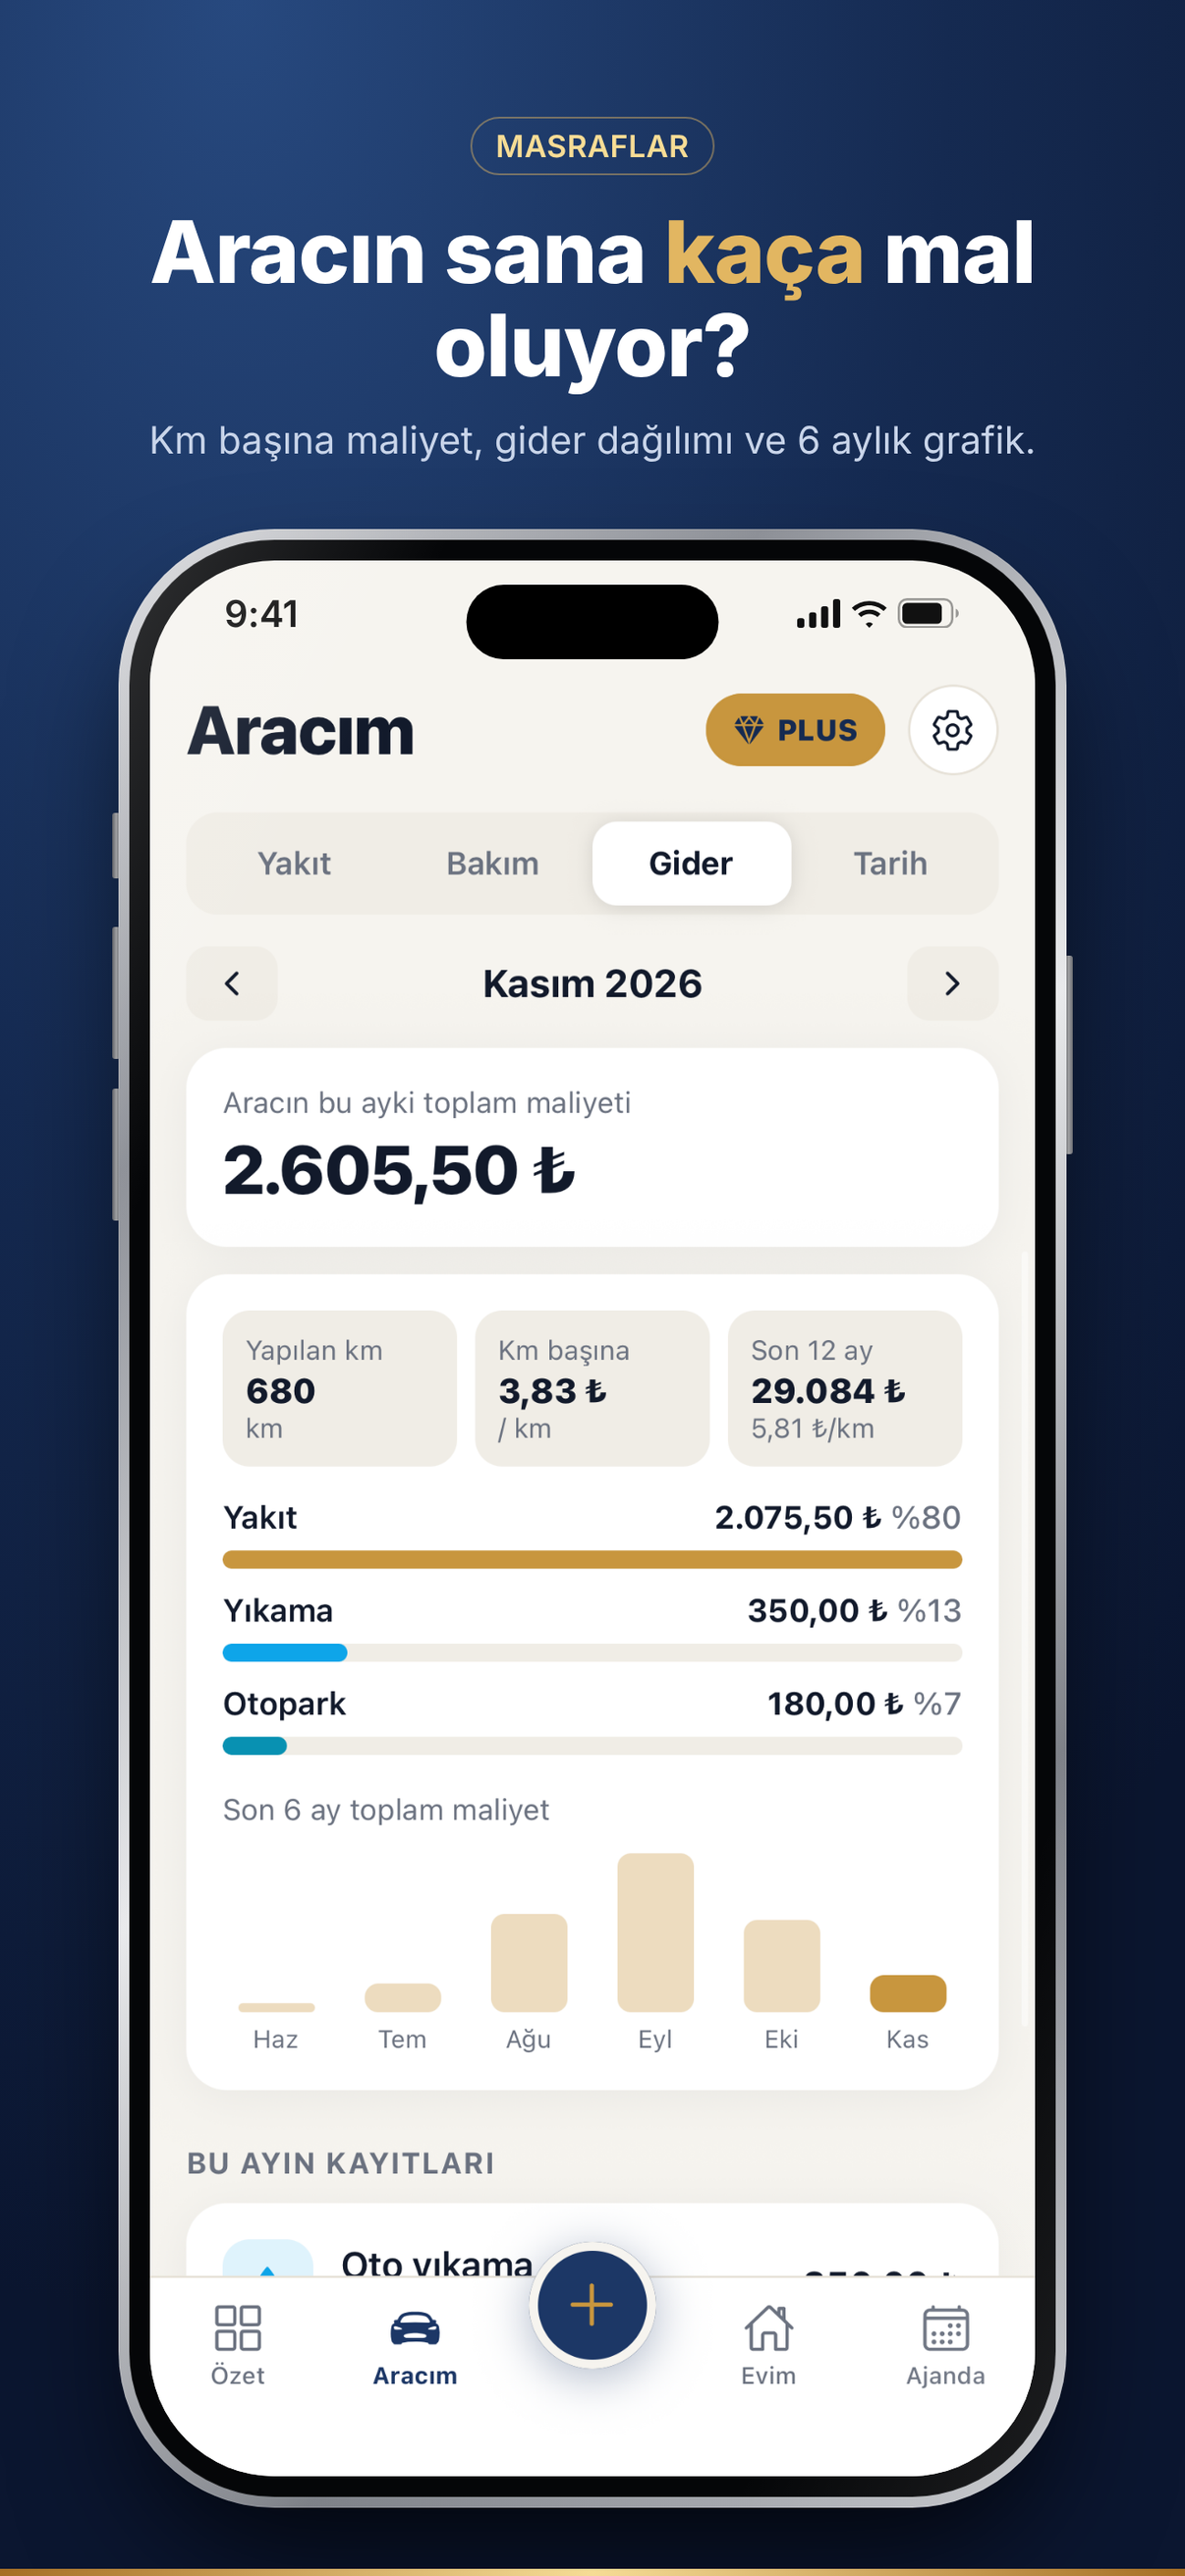 MASRAFLAR
Aracın sana kaça mal
oluyor?
Km başına maliyet, gider dağılımı ve 6 aylık grafik.
9:41
Aracım
PLUS
Yakıt Bakım Gider Tarih
Kasım 2026
Aracın bu ayki toplam maliyeti
2.605,50 ₺
Yapılan km Km başına Son 12 ay
680 3,83 ₺ 29.084 ₺
km / km 5,81 ₺/km
Yakıt 2.075,50 ₺ %80
Yıkama 350,00 ₺ %13
Otopark 180,00 ₺ %7
Son 6 ay toplam maliyet
Haz Tem Ağu Eyl Eki Kas
BU AYIN KAYITLARI
Oto yıkama
Özet Aracım Evim Ajanda